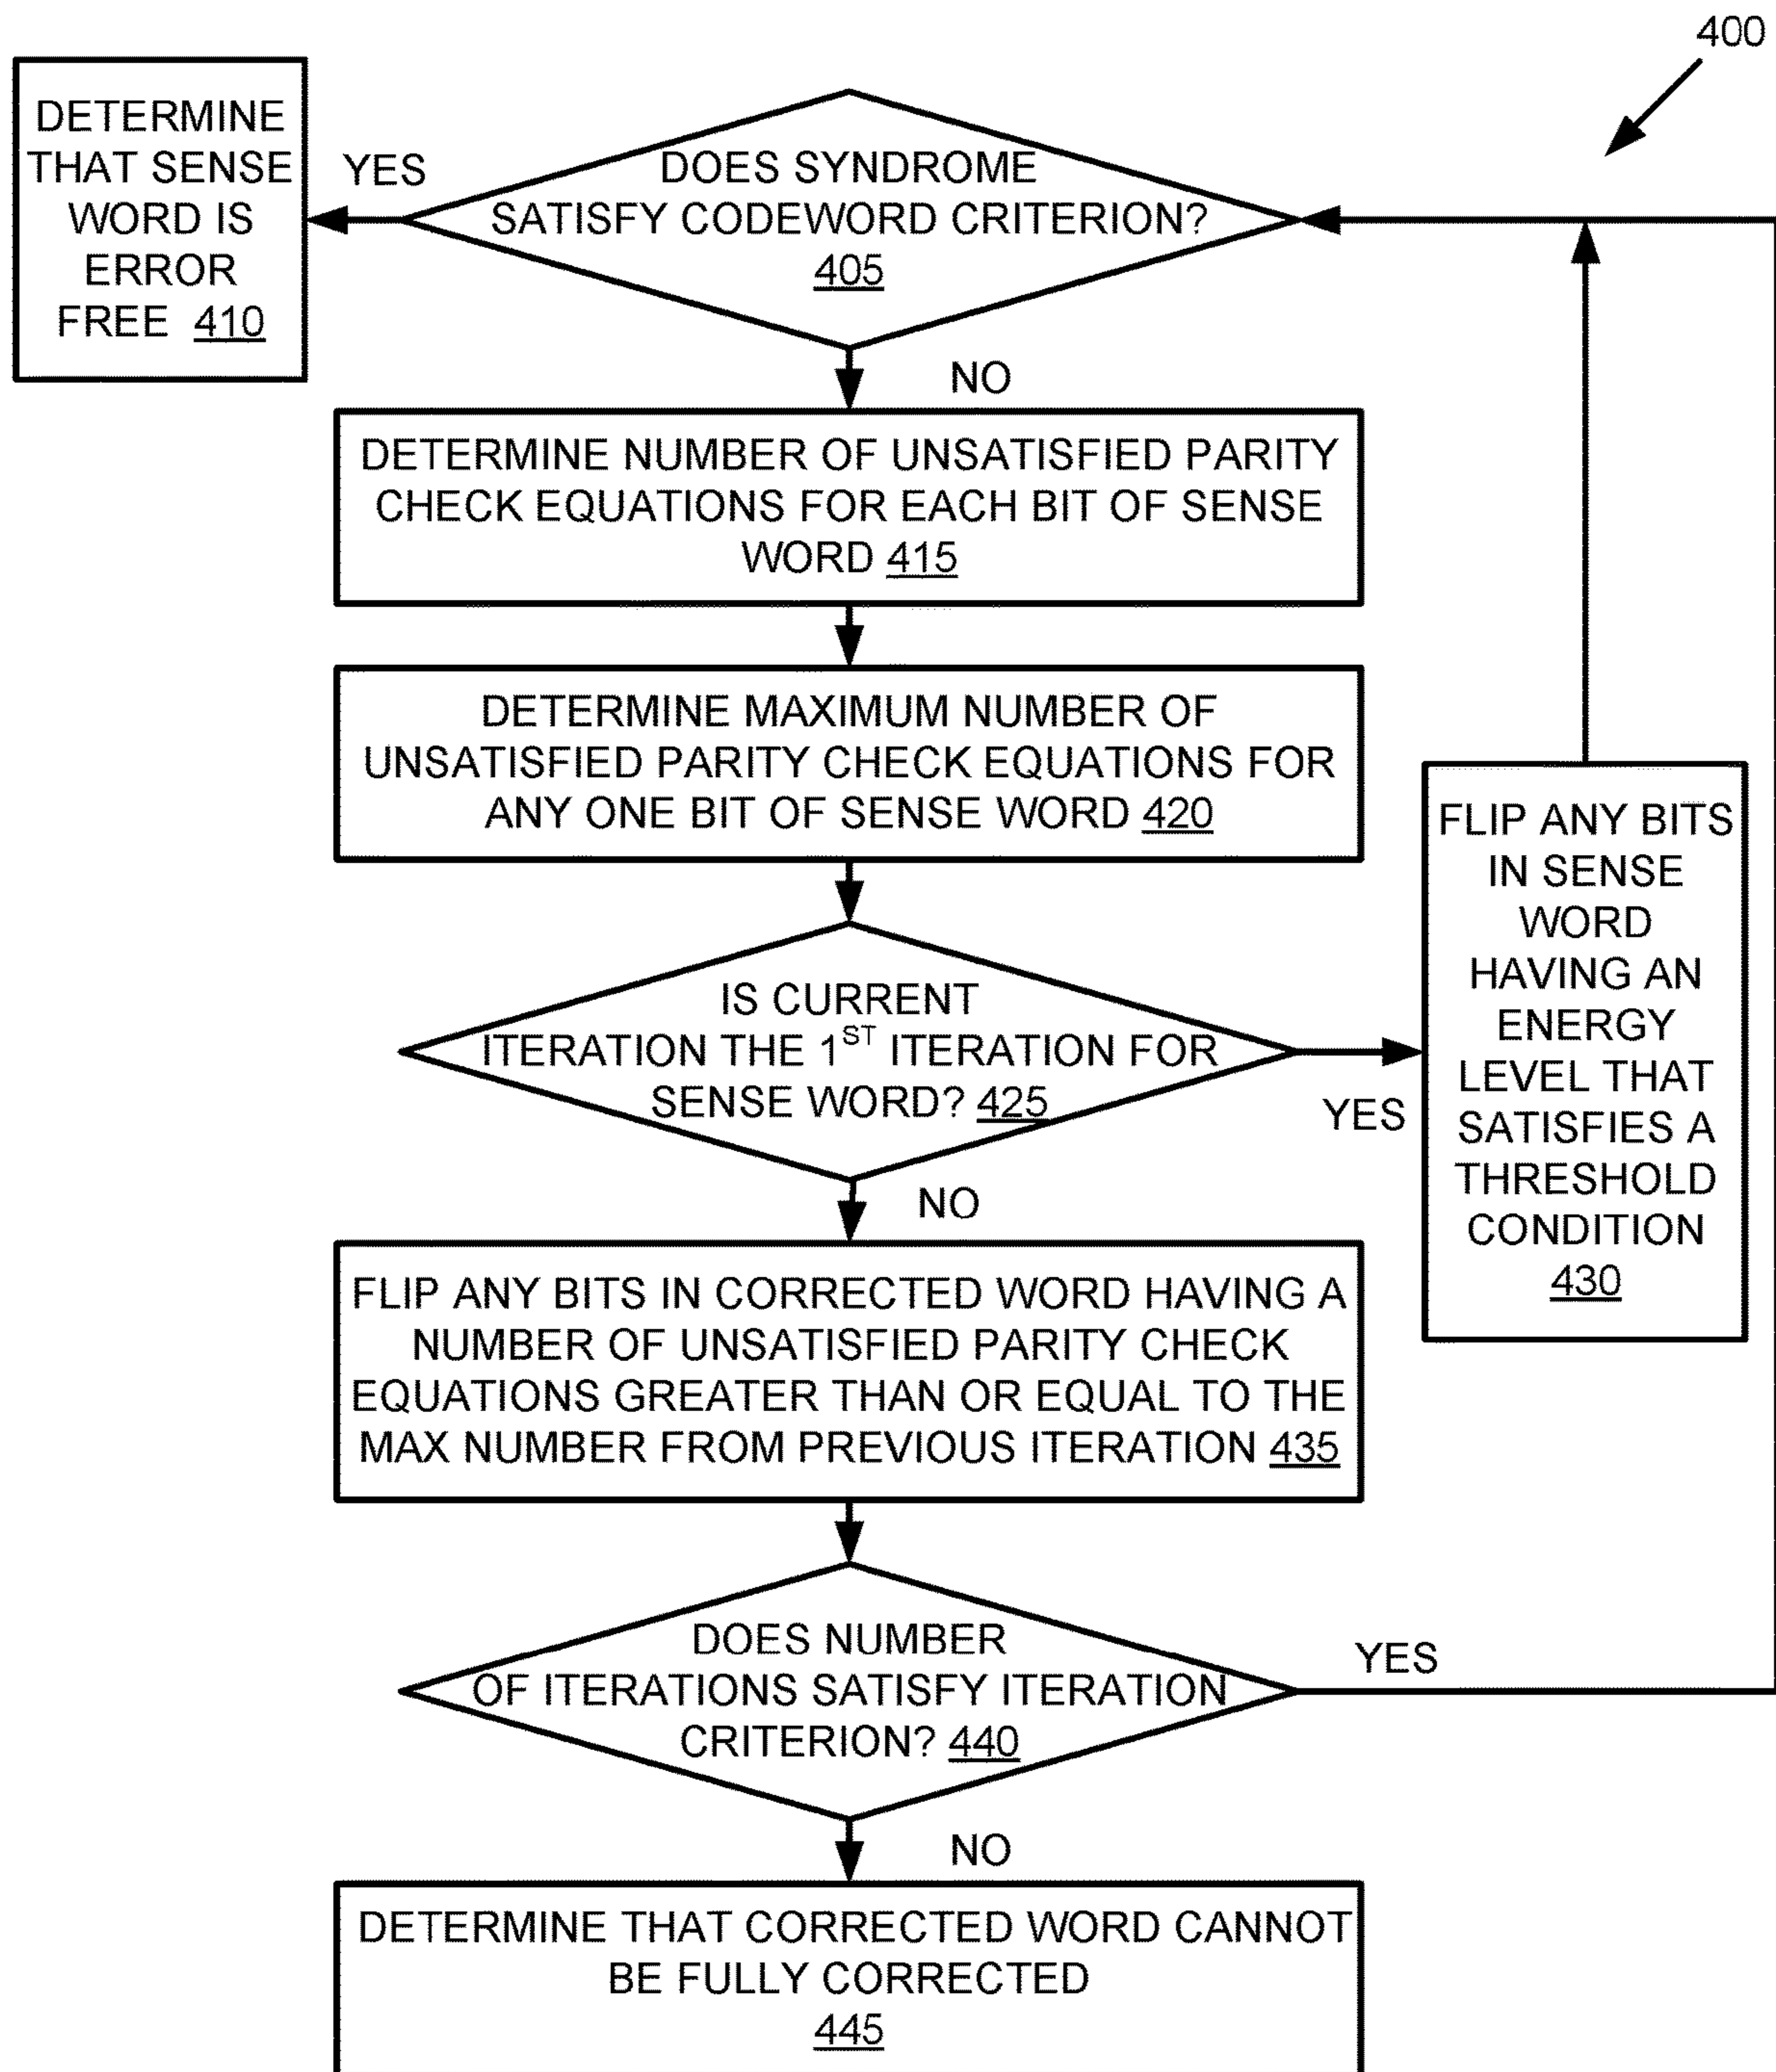 400
DETERMINE
THAT SENSE
WORD IS
ERROR
FREE 410
YES
DOES SYNDROME
SATISFY CODEWORD CRITERION?
405
NO
DETERMINE NUMBER OF UNSATISFIED PARITY
CHECK EQUATIONS FOR EACH BIT OF SENSE
WORD 415
DETERMINE MAXIMUM NUMBER OF
UNSATISFIED PARITY CHECK EQUATIONS FOR
ANY ONE BIT OF SENSE WORD 420
IS CURRENT
ITERATION THE 1ST ITERATION FOR
SENSE WORD? 425
YES
FLIP ANY BITS
IN SENSE
WORD
HAVING AN
ENERGY
LEVEL THAT
SATISFIES A
THRESHOLD
CONDITION
430
NO
FLIP ANY BITS IN CORRECTED WORD HAVING A
NUMBER OF UNSATISFIED PARITY CHECK
EQUATIONS GREATER THAN OR EQUAL TO THE
MAX NUMBER FROM PREVIOUS ITERATION 435
DOES NUMBER
OF ITERATIONS SATISFY ITERATION
CRITERION? 440
YES
NO
DETERMINE THAT CORRECTED WORD CANNOT
BE FULLY CORRECTED
445